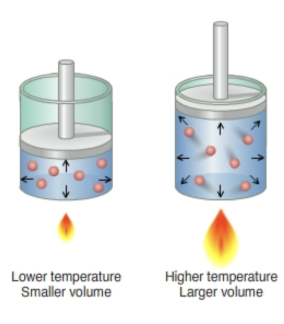 Lower temperature
Smaller volume
Higher temperature
Larger volume